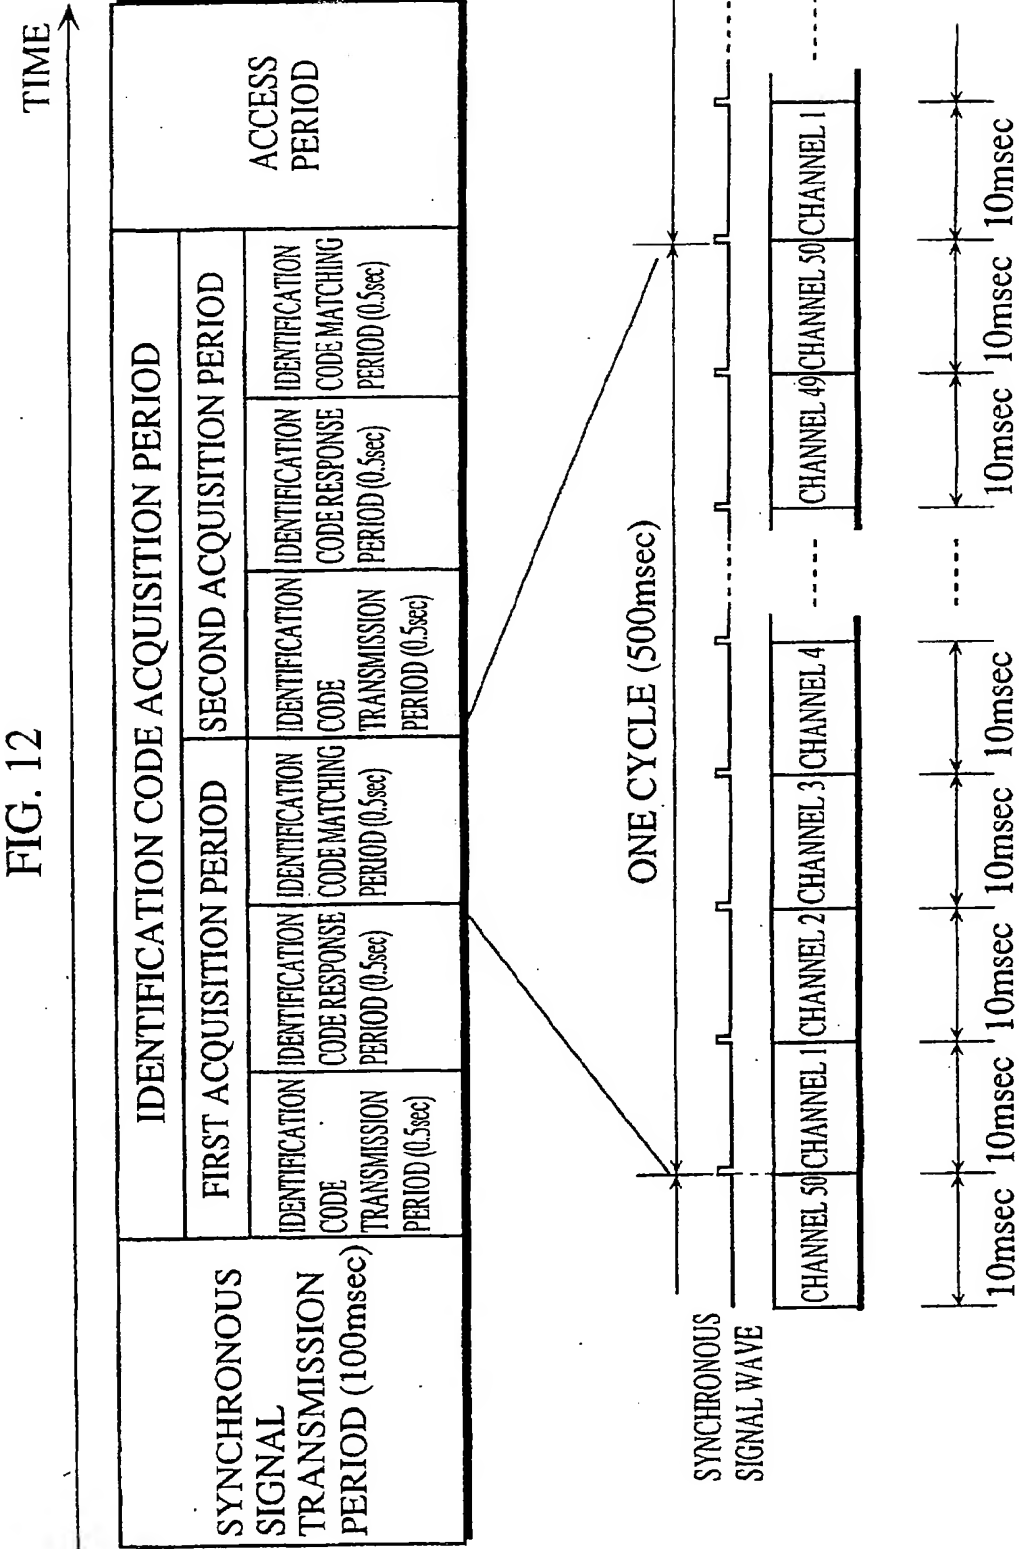 FIG. 12
TIME
SYNCHRONOUS
SIGNAL
TRANSMISSION
PERIOD (100msec)
IDENTIFICATION CODE ACQUISITION PERIOD
FIRST ACQUISITION PERIOD
IDENTIFICATION
CODE
TRANSMISSION
PERIOD (0.5sec)
IDENTIFICATION
CODE RESPONSE
PERIOD (0.5sec)
IDENTIFICATION
CODE MATCHING
PERIOD (0.5sec)
SECOND ACQUISITION PERIOD
IDENTIFICATION
CODE
TRANSMISSION
PERIOD (0.5sec)
IDENTIFICATION
CODE RESPONSE
PERIOD (0.5sec)
IDENTIFICATION
CODE MATCHING
PERIOD (0.5sec)
ACCESS
PERIOD
ONE CYCLE (500msec)
SYNCHRONOUS
SIGNAL WAVE
CHANNEL 50
CHANNEL 1
CHANNEL 2
CHANNEL 3
CHANNEL 4
CHANNEL 49
CHANNEL 50
CHANNEL 1
10msec
10msec
10msec
10msec
10msec
10msec
10msec
10msec